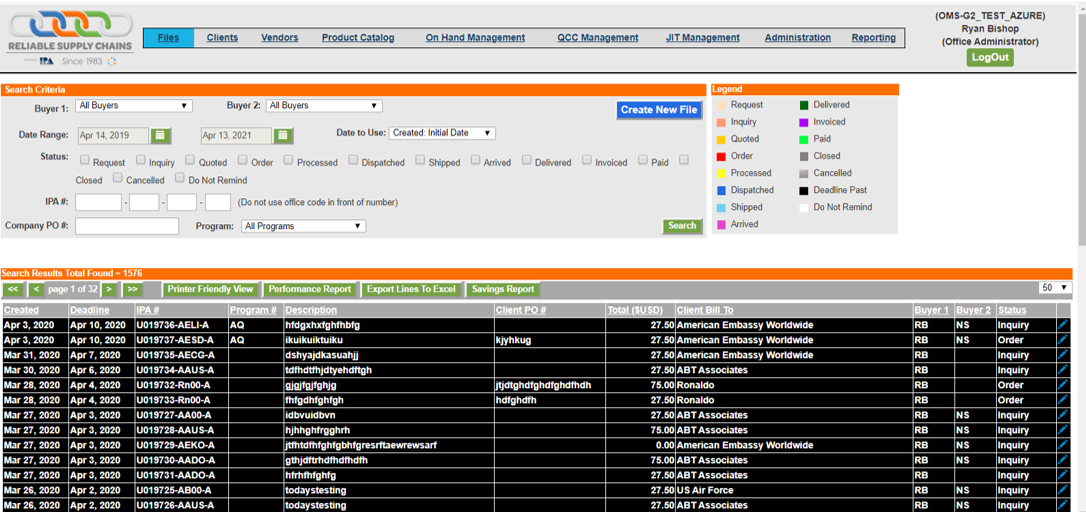 RELIABLE SUPPLY CHAINS
IPA Since 1983
Files Clients Vendors Product Catalog On Hand Management QCC Management JIT Management Administration Reporting
(OMS-G2_TEST_AZURE)
Ryan Bishop
(Office Administrator)
LogOut
Search Criteria
Buyer 1: All Buyers Buyer 2: All Buyers Create New File
Date Range: Apr 14, 2019 Apr 13, 2021 Date to Use: Created: Initial Date
Status: Request Inquiry Quoted Order Processed Dispatched Shipped Arrived Delivered Invoiced Paid
Closed Cancelled Do Not Remind
IPA #: - - - (Do not use office code in front of number)
Company PO #: Program: All Programs Search
Legend
Request Delivered
Inquiry Invoiced
Quoted Paid
Order Closed
Processed Cancelled
Dispatched Deadline Past
Shipped Do Not Remind
Arrived
Search Results Total Found = 1576
<< < page 1 of 32 > >> Printer Friendly View Performance Report Export Lines To Excel Savings Report 50
Created Deadline IPA # Program # Description Client PO # Total ($USD) Client Bill To Buyer 1 Buyer 2 Status
Apr 3, 2020 Apr 10, 2020 U019736-AELI-A AQ hfdgxhxfghfhbfg 27.50 American Embassy Worldwide RB NS Inquiry
Apr 3, 2020 Apr 10, 2020 U019737-AESD-A AQ ikuikuiktuiku kjyhkug 27.50 American Embassy Worldwide RB NS Order
Mar 31, 2020 Apr 7, 2020 U019735-AECG-A dshyajdkasuahjj 27.50 American Embassy Worldwide RB Inquiry
Mar 30, 2020 Apr 6, 2020 U019734-AAUS-A tdfhdtfhjdtyehdftgh 27.50 ABT Associates RB Inquiry
Mar 28, 2020 Apr 4, 2020 U019732-Rn00-A gjgjfgjfghjg jtjdtghdfghdfghdfhdh 75.00 Ronaldo RB Order
Mar 28, 2020 Apr 4, 2020 U019733-Rn00-A fhfgdhfghfgh hdfghdfh 27.50 Ronaldo RB Order
Mar 27, 2020 Apr 3, 2020 U019727-AA00-A idbvuidbvn 27.50 ABT Associates RB NS Inquiry
Mar 27, 2020 Apr 3, 2020 U019728-AAUS-A hjhhghfrgghrh 75.00 ABT Associates RB NS Inquiry
Mar 27, 2020 Apr 3, 2020 U019729-AEKO-A jtfhtdfhfghfgbhfgresrftaewrewsarf 0.00 American Embassy Worldwide RB NS Inquiry
Mar 27, 2020 Apr 3, 2020 U019730-AADO-A gthjdftrhdfhdfhdfh 75.00 ABT Associates RB NS Inquiry
Mar 27, 2020 Apr 3, 2020 U019731-AADO-A hfrhfhfghfg 27.50 ABT Associates RB Inquiry
Mar 26, 2020 Apr 2, 2020 U019725-AB00-A todaystesting 27.50 US Air Force RB NS Inquiry
Mar 26, 2020 Apr 2, 2020 U019726-AAUS-A todaystesting 27.50 ABT Associates RB NS Inquiry